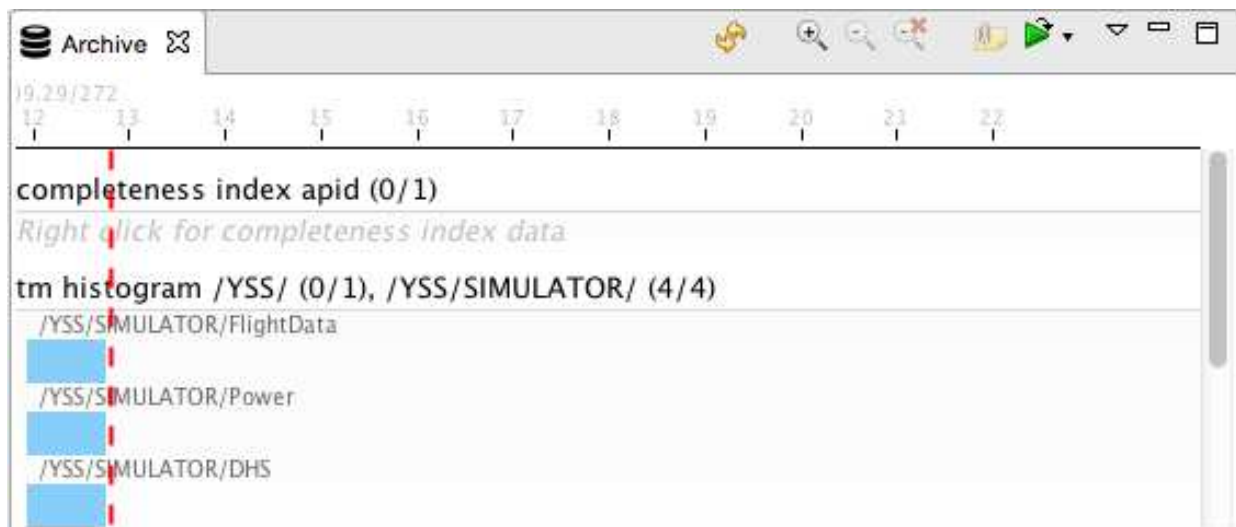 Archive
09.29/272
12 13 14 15 16 17 18 19 20 21 22
completeness index apid (0/1)
Right click for completeness index data
tm histogram /YSS/ (0/1), /YSS/SIMULATOR/ (4/4)
/YSS/SIMULATOR/FlightData
/YSS/SIMULATOR/Power
/YSS/SIMULATOR/DHS